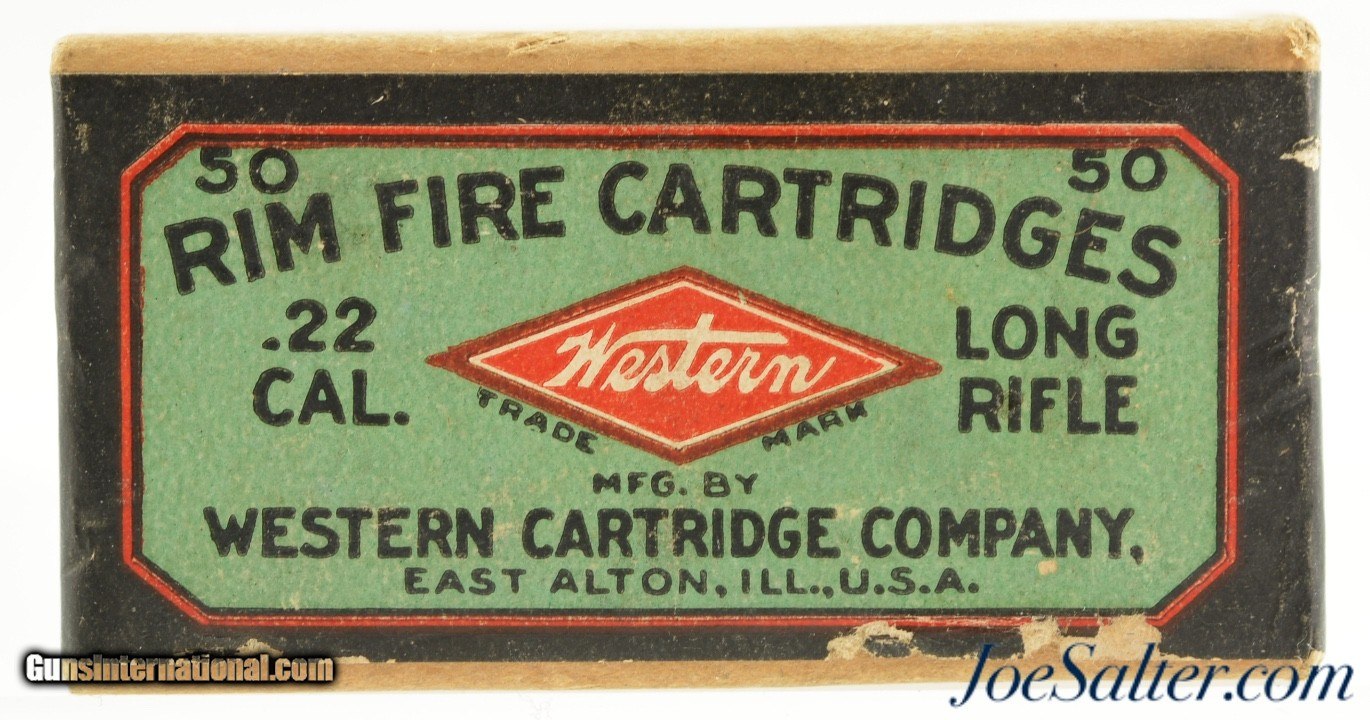 50 50
RIM FIRE CARTRIDGES
.22 CAL.
Western
LONG RIFLE
TRADE MARK
MFG. BY
WESTERN CARTRIDGE COMPANY,
EAST ALTON, ILL., U.S.A.
GunsInternational.com
JoeSalter.com